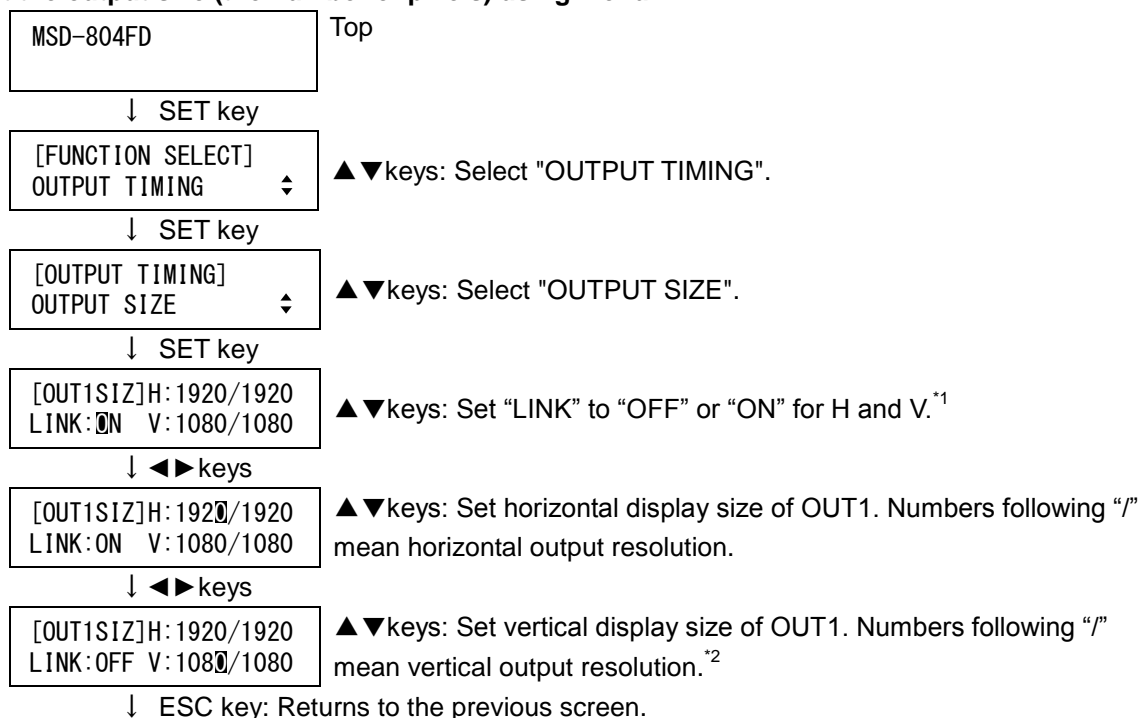 MSD-804FD
Top
↓ SET key
[FUNCTION SELECT]
OUTPUT TIMING
▲▼keys: Select "OUTPUT TIMING".
↓ SET key
[OUTPUT TIMING]
OUTPUT SIZE
▲▼keys: Select "OUTPUT SIZE".
↓ SET key
[OUT1SIZ]H:1920/1920
LINK:ON V:1080/1080
▲▼keys: Set “LINK” to “OFF” or “ON” for H and V.*1
↓ ◄►keys
[OUT1SIZ]H:1920/1920
LINK:ON V:1080/1080
▲▼keys: Set horizontal display size of OUT1. Numbers following “/”
mean horizontal output resolution.
↓ ◄►keys
[OUT1SIZ]H:1920/1920
LINK:OFF V:1080/1080
▲▼keys: Set vertical display size of OUT1. Numbers following “/”
mean vertical output resolution.*2
↓ ESC key: Returns to the previous screen.